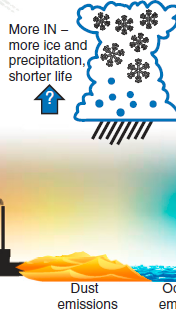 More IN –
more ice and
precipitation,
shorter life
?
Dust
emissions